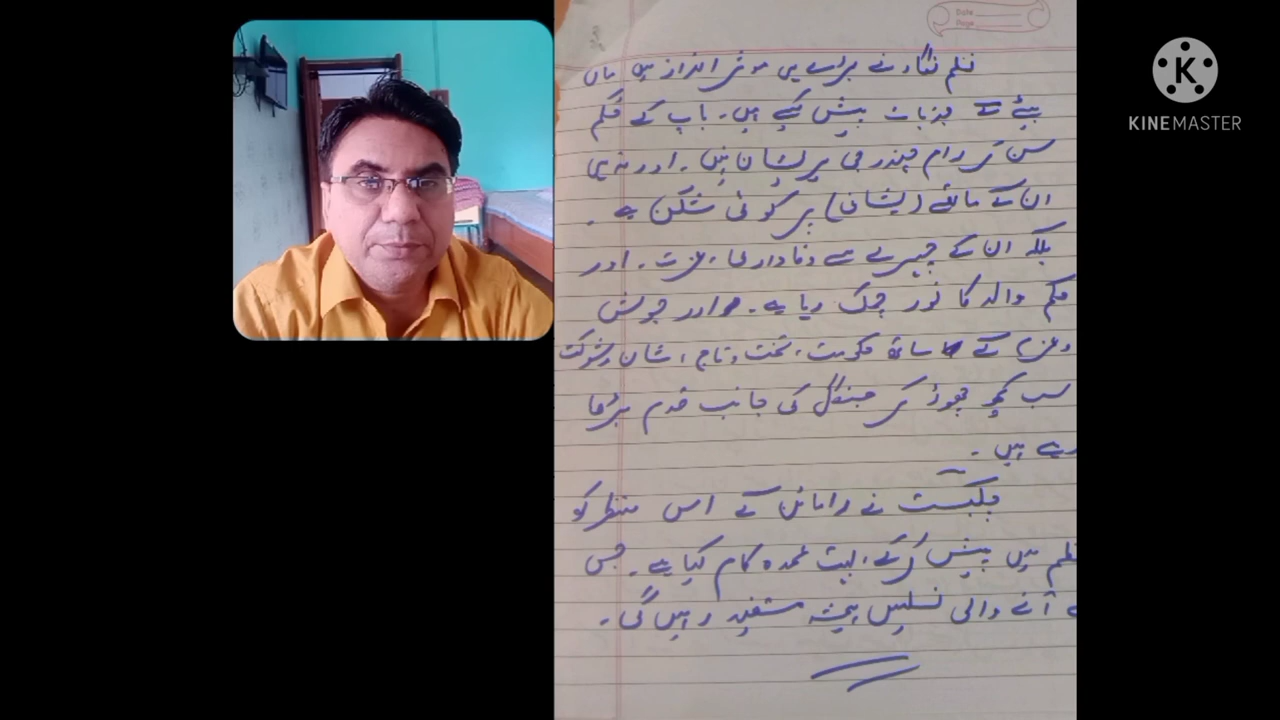 Date
Page
نظم نگار نے بڑے ہی موثر انداز میں ماں
بیٹے کے جذبات پیش کیے ہیں۔ باپ کے حکم
سن کر رام چندر جی پریشان نہیں۔ اور نہ ہی
ان کے ماتھے (پیشانی) پر کوئی شکن ہے۔
بلکہ ان کے چہرے سے وفاداری، عزت، اور
حکم والد کا نور چمک رہا ہے۔ اور جوش
و عزم کے ساتھ حکومت، تخت و تاج، شان و شوکت
سب کچھ چھوڑ کر جنگل کی جانب قدم بڑھا
رہے ہیں۔
چکبست نے رامائن کے اس منظر کو
نظم میں پیش کر کے بہت عمدہ کام کیا ہے۔ جس
سے آنے والی نسلیں ہمیشہ مستفید رہیں گی۔
KINEMASTER